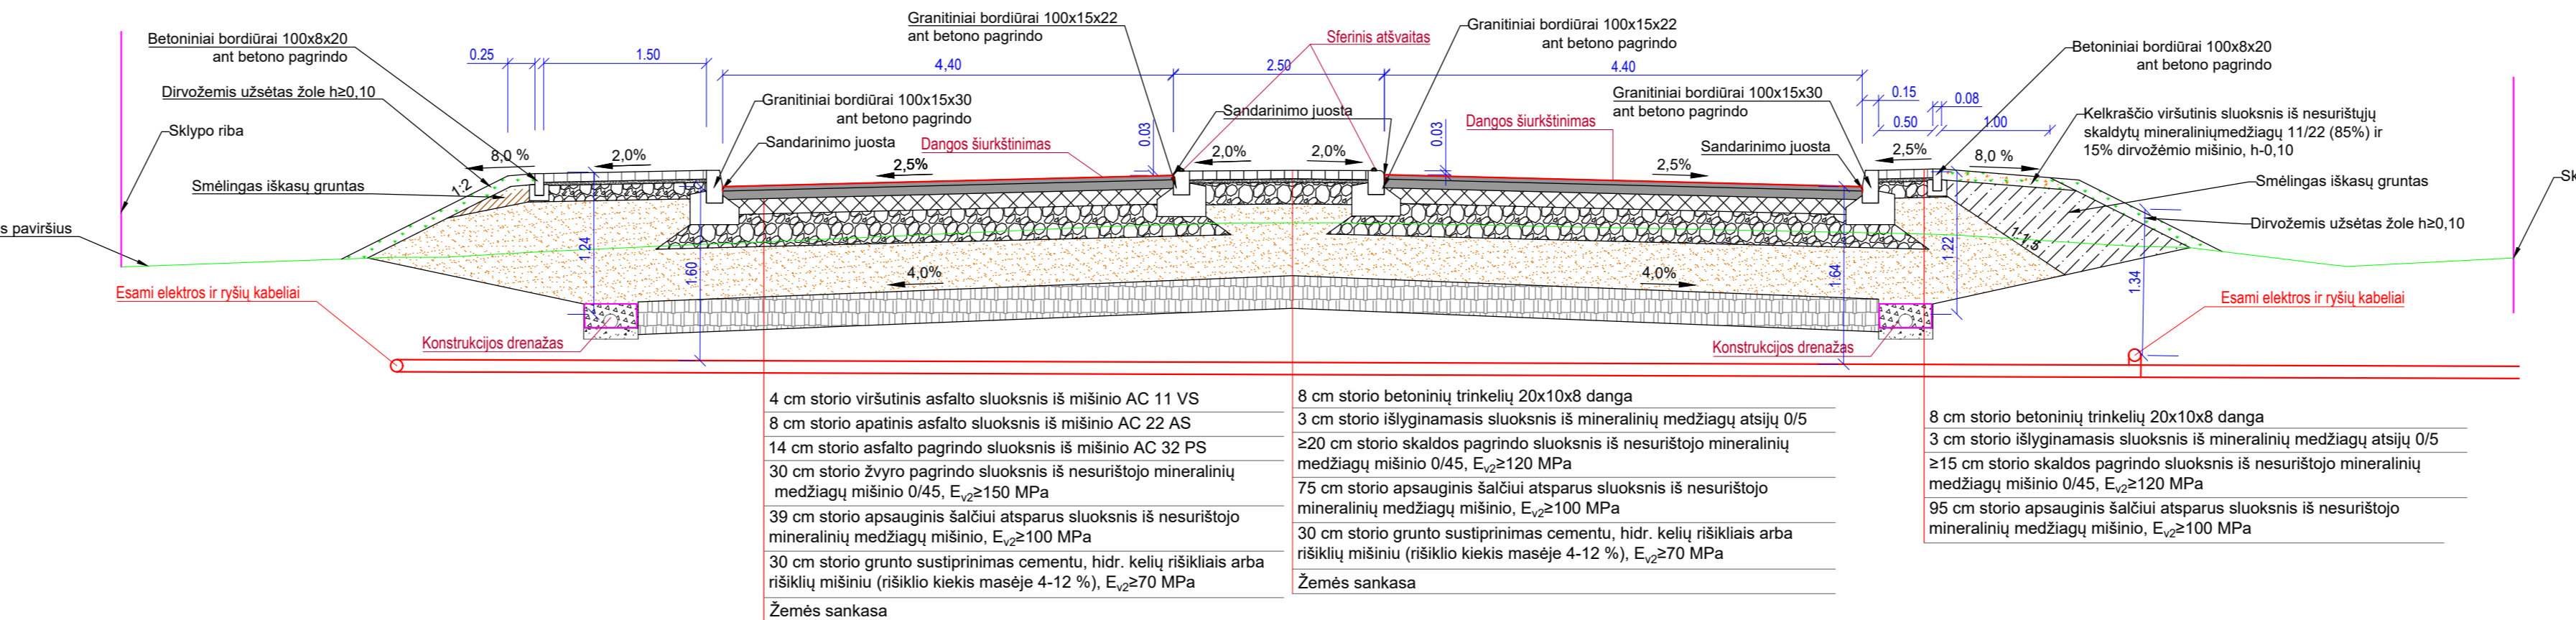 Granitiniai bordiūrai 100x15x22
ant betono pagrindo
Granitiniai bordiūrai 100x15x22
ant betono pagrindo
Sferinis atšvaitas
Betoniniai bordiūrai 100x8x20
ant betono pagrindo
Betoniniai bordiūrai 100x8x20
ant betono pagrindo
0.25
1.50
4,40
2.50
4.40
0.15
0.08
0.50
1.00
Dirvožemis užsėtas žole h≥0,10
Granitiniai bordiūrai 100x15x30
ant betono pagrindo
Sandarinimo juosta
Granitiniai bordiūrai 100x15x30
ant betono pagrindo
Kelkraščio viršutinis sluoksnis iš nesurištųjų
skaldytų mineraliniųmedžiagų 11/22 (85%) ir
15% dirvožėmio mišinio, h-0,10
Sklypo riba
Sandarinimo juosta
Dangos šiurkštinimas
0.03
0.03
Dangos šiurkštinimas
Sandarinimo juosta
8,0 %
2,0%
2,5%
2,0%
2,0%
2,5%
2,5%
8,0 %
Smėlingas iškasų gruntas
1:2
Smėlingas iškasų gruntas
Sk
s paviršius
Dirvožemis užsėtas žole h≥0,10
1:1.5
1.24
1.60
4,0%
4,0%
1.64
1.22
1.34
Esami elektros ir ryšių kabeliai
Esami elektros ir ryšių kabeliai
Konstrukcijos drenažas
Konstrukcijos drenažas
4 cm storio viršutinis asfalto sluoksnis iš mišinio AC 11 VS
8 cm storio apatinis asfalto sluoksnis iš mišinio AC 22 AS
14 cm storio asfalto pagrindo sluoksnis iš mišinio AC 32 PS
30 cm storio žvyro pagrindo sluoksnis iš nesurištojo mineralinių
medžiagų mišinio 0/45, Ev2≥150 MPa
39 cm storio apsauginis šalčiui atsparus sluoksnis iš nesurištojo
mineralinių medžiagų mišinio, Ev2≥100 MPa
30 cm storio grunto sustiprinimas cementu, hidr. kelių rišikliais arba
rišiklių mišiniu (rišiklio kiekis masėje 4-12 %), Ev2≥70 MPa
Žemės sankasa
8 cm storio betoninių trinkelių 20x10x8 danga
3 cm storio išlyginamasis sluoksnis iš mineralinių medžiagų atsijų 0/5
≥20 cm storio skaldos pagrindo sluoksnis iš nesurištojo mineralinių
medžiagų mišinio 0/45, Ev2≥120 MPa
75 cm storio apsauginis šalčiui atsparus sluoksnis iš nesurištojo
mineralinių medžiagų mišinio, Ev2≥100 MPa
30 cm storio grunto sustiprinimas cementu, hidr. kelių rišikliais arba
rišiklių mišiniu (rišiklio kiekis masėje 4-12 %), Ev2≥70 MPa
Žemės sankasa
8 cm storio betoninių trinkelių 20x10x8 danga
3 cm storio išlyginamasis sluoksnis iš mineralinių medžiagų atsijų 0/5
≥15 cm storio skaldos pagrindo sluoksnis iš nesurištojo mineralinių
medžiagų mišinio 0/45, Ev2≥120 MPa
95 cm storio apsauginis šalčiui atsparus sluoksnis iš nesurištojo
mineralinių medžiagų mišinio, Ev2≥100 MPa